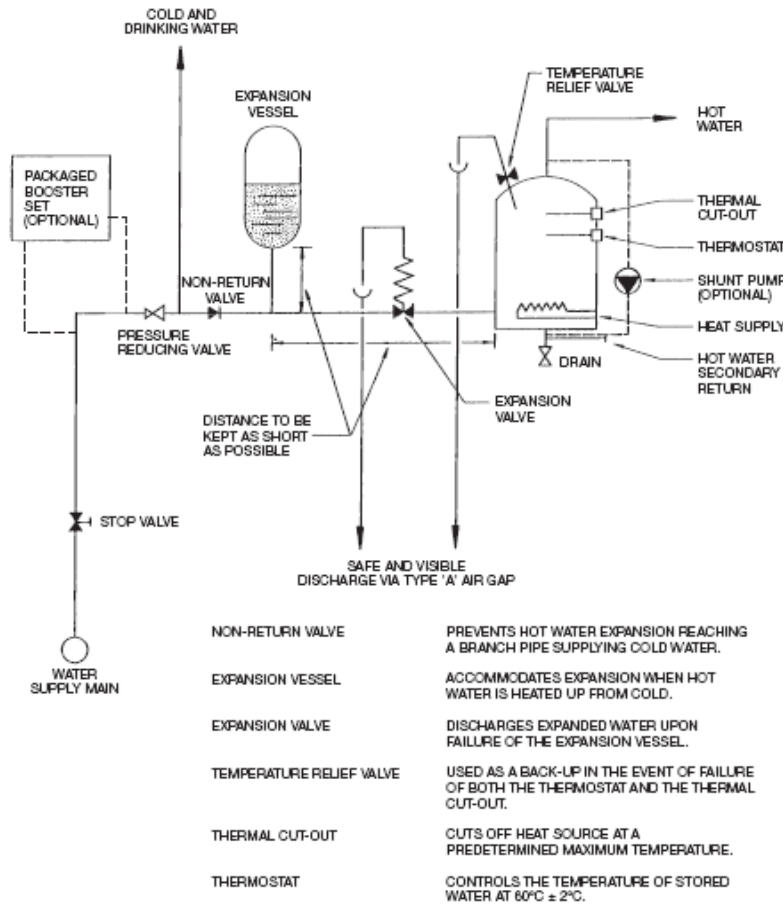 COLD AND
DRINKING WATER
TEMPERATURE
RELIEF VALVE
EXPANSION
VESSEL
HOT
WATER
PACKAGED
BOOSTER
SET
(OPTIONAL)
THERMAL
CUT-OUT
THERMOSTAT
NON-RETURN
VALVE
SHUNT PUMP
(OPTIONAL)
PRESSURE
REDUCING VALVE
HEAT SUPPLY
DRAIN
HOT WATER
SECONDARY
RETURN
EXPANSION
VALVE
DISTANCE TO BE
KEPT AS SHORT
AS POSSIBLE
STOP VALVE
SAFE AND VISIBLE
DISCHARGE VIA TYPE 'A' AIR GAP
WATER
SUPPLY MAIN
NON-RETURN VALVE PREVENTS HOT WATER EXPANSION REACHING
A BRANCH PIPE SUPPLYING COLD WATER.
EXPANSION VESSEL ACCOMMODATES EXPANSION WHEN HOT
WATER IS HEATED UP FROM COLD.
EXPANSION VALVE DISCHARGES EXPANDED WATER UPON
FAILURE OF THE EXPANSION VESSEL.
TEMPERATURE RELIEF VALVE USED AS A BACK-UP IN THE EVENT OF FAILURE
OF BOTH THE THERMOSTAT AND THE THERMAL
CUT-OUT.
THERMAL CUT-OUT CUTS OFF HEAT SOURCE AT A
PREDETERMINED MAXIMUM TEMPERATURE.
THERMOSTAT CONTROLS THE TEMPERATURE OF STORED
WATER AT 60ºC ± 2ºC.